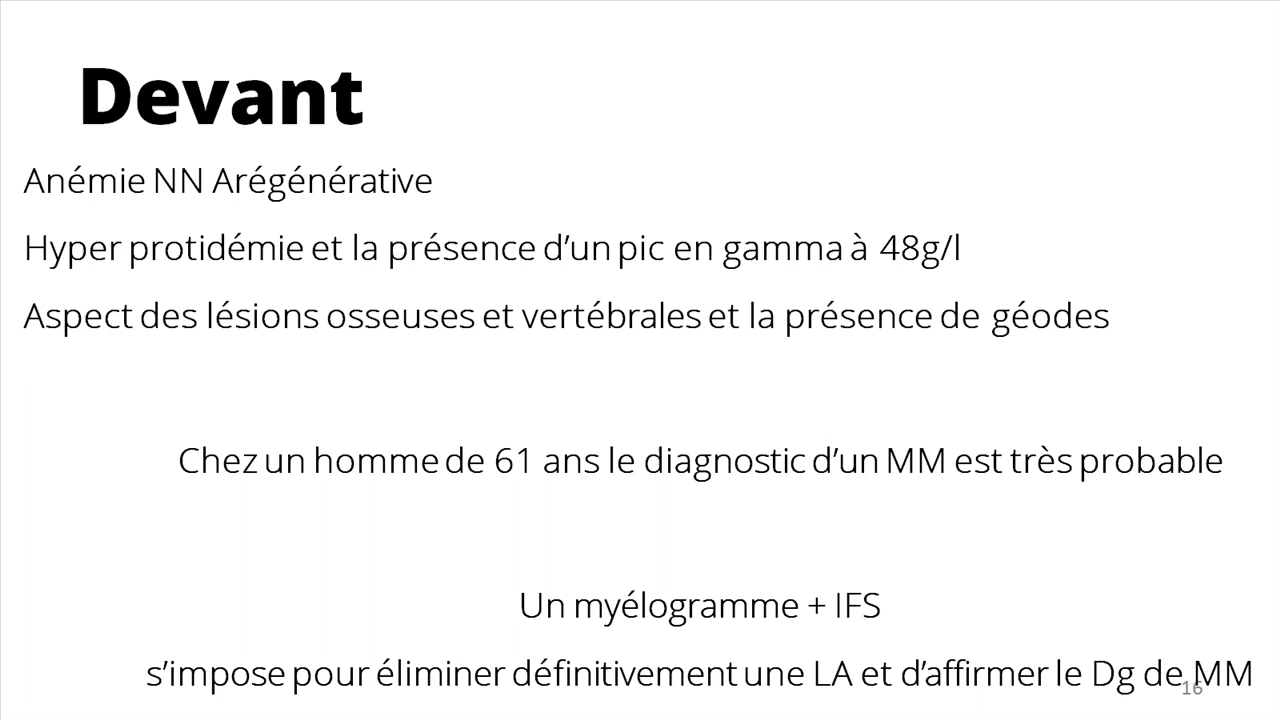 Devant
Anémie NN Arégénérative
Hyper protidémie et la présence d’un pic en gamma à 48g/l
Aspect des lésions osseuses et vertébrales et la présence de géodes
Chez un homme de 61 ans le diagnostic d’un MM est très probable
Un myélogramme + IFS
s’impose pour éliminer définitivement une LA et d’affirmer le Dg de MM
16